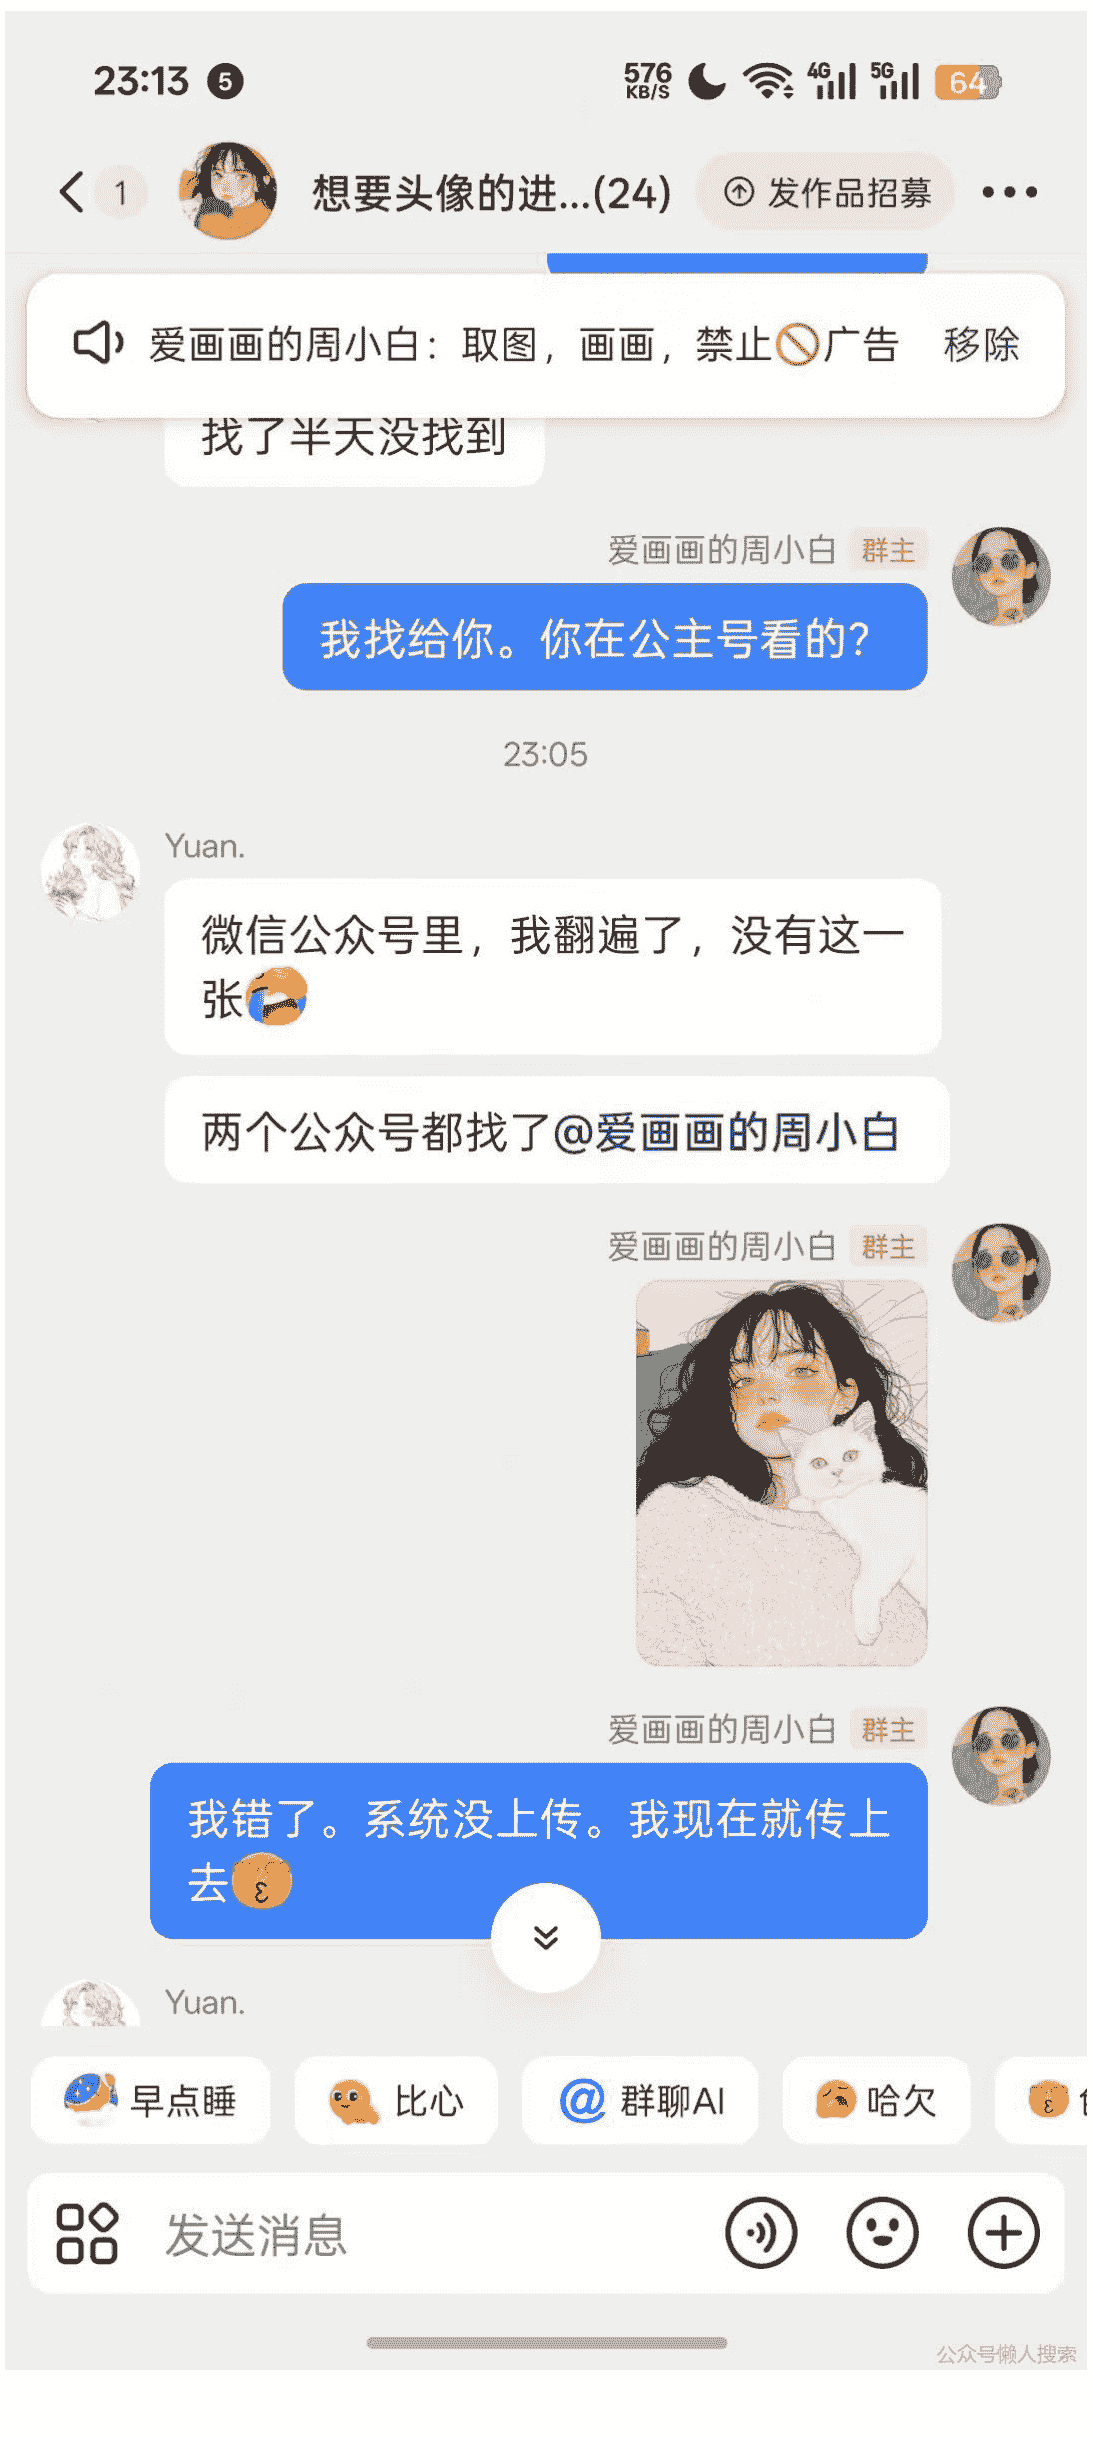 23:13 5 576 KB/S 4G 5G 64
1 想要头像的进...(24) 发作品招募
爱画画的周小白：取图，画画，禁止🚫广告 移除
找了半天没找到
爱画画的周小白 群主
我找给你。你在公主号看的？
23:05
Yuan.
微信公众号里，我翻遍了，没有这一
张
两个公众号都找了@爱画画的周小白
爱画画的周小白 群主
爱画画的周小白 群主
我错了。系统没上传。我现在就传上
去
Yuan.
早点睡 比心 @ 群聊AI 哈欠
发送消息
公众号懒人搜索